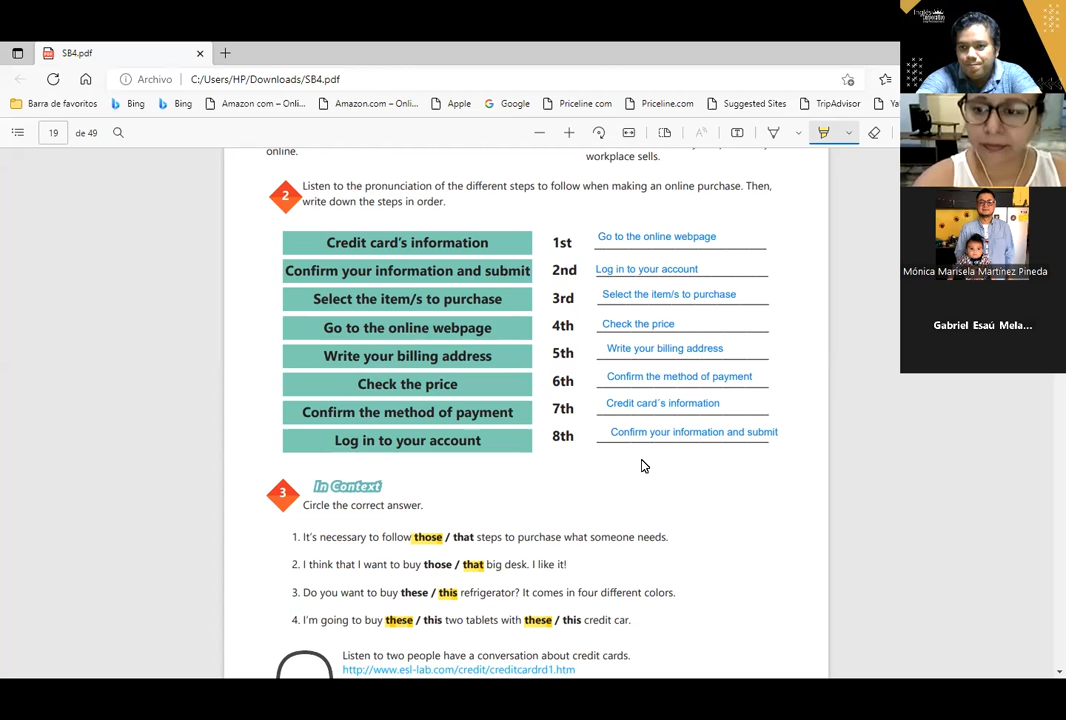 Inglés
Corporativo
SB4.pdf
Archivo
C:/Users/HP/Downloads/SB4.pdf
Barra de favoritos
Bing
Bing
Amazon com – Onli...
Amazon.com – Onli...
Apple
Google
Priceline com
Priceline.com
Suggested Sites
TripAdvisor
19
de 49
online.
workplace sells.
2
Listen to the pronunciation of the different steps to follow when making an online purchase. Then,
write down the steps in order.
Credit card's information
1st
Go to the online webpage
Confirm your information and submit
2nd
Log in to your account
Select the item/s to purchase
3rd
Select the item/s to purchase
Go to the online webpage
4th
Check the price
Write your billing address
5th
Write your billing address
Check the price
6th
Confirm the method of payment
Confirm the method of payment
7th
Credit card´s information
Log in to your account
8th
Confirm your information and submit
3
In Context
Circle the correct answer.
1. It's necessary to follow those / that steps to purchase what someone needs.
2. I think that I want to buy those / that big desk. I like it!
3. Do you want to buy these / this refrigerator? It comes in four different colors.
4. I'm going to buy these / this two tablets with these / this credit car.
Listen to two people have a conversation about credit cards.
http://www.esl-lab.com/credit/creditcardrd1.htm
Mónica Marisela Martínez Pineda
Gabriel Esaú Mela...